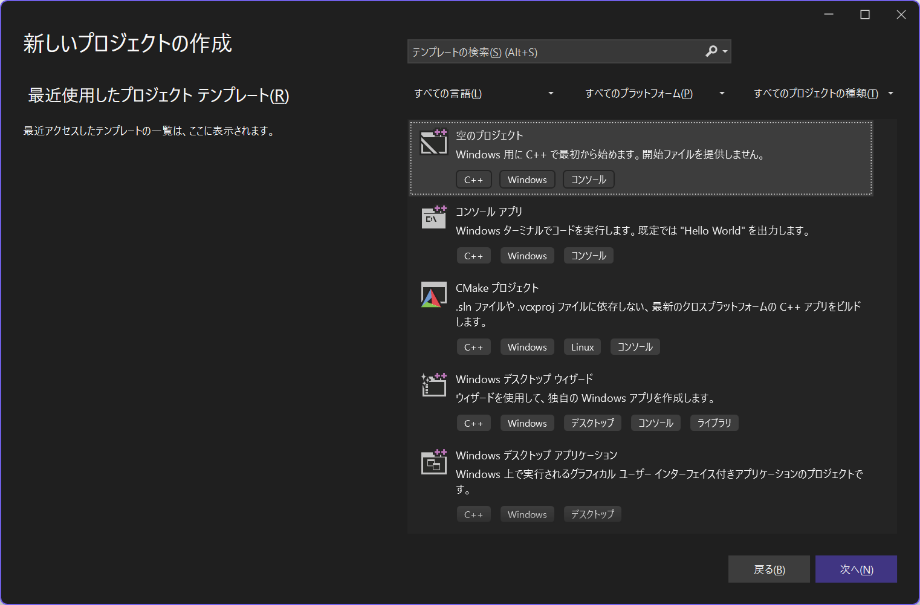 新しいプロジェクトの作成
最近使用したプロジェクト テンプレート(R)
最近アクセスしたテンプレートの一覧は、ここに表示されます。
テンプレートの検索(S) (Alt+S)
すべての言語(L) すべてのプラットフォーム(P) すべてのプロジェクトの種類(T)
空のプロジェクト
Windows 用に C++ で最初から始めます。開始ファイルを提供しません。
C++ Windows コンソール
コンソール アプリ
Windows ターミナルでコードを実行します。既定では "Hello World" を出力します。
C++ Windows コンソール
CMake プロジェクト
.sln ファイルや .vcxproj ファイルに依存しない、最新のクロスプラットフォームの C++ アプリをビルド
します。
C++ Windows Linux コンソール
Windows デスクトップ ウィザード
ウィザードを使用して、独自の Windows アプリを作成します。
C++ Windows デスクトップ コンソール ライブラリ
Windows デスクトップ アプリケーション
Windows 上で実行されるグラフィカル ユーザー インターフェイス付きアプリケーションのプロジェクトで
す。
C++ Windows デスクトップ
戻る(B) 次へ(N)